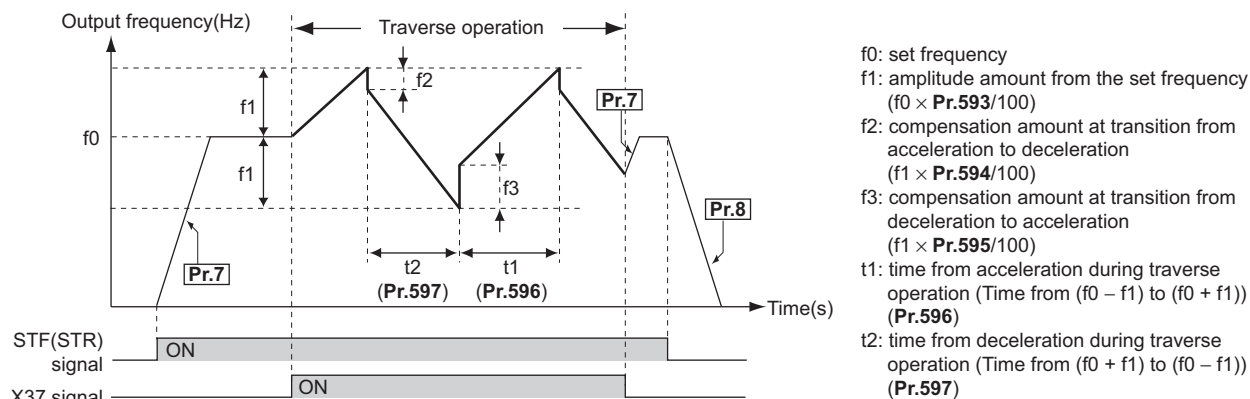 Output frequency(Hz)
Traverse operation
f1
f2
Pr.7
f0
f1
f3
Pr.8
Pr.7
t2
(Pr.597)
t1
(Pr.596)
Time(s)
STF(STR)
signal
ON
X37 signal
ON
f0: set frequency
f1: amplitude amount from the set frequency
(f0 × Pr.593/100)
f2: compensation amount at transition from
acceleration to deceleration
(f1 × Pr.594/100)
f3: compensation amount at transition from
deceleration to acceleration
(f1 × Pr.595/100)
t1: time from acceleration during traverse
operation (Time from (f0 − f1) to (f0 + f1))
(Pr.596)
t2: time from deceleration during traverse
operation (Time from (f0 + f1) to (f0 − f1))
(Pr.597)